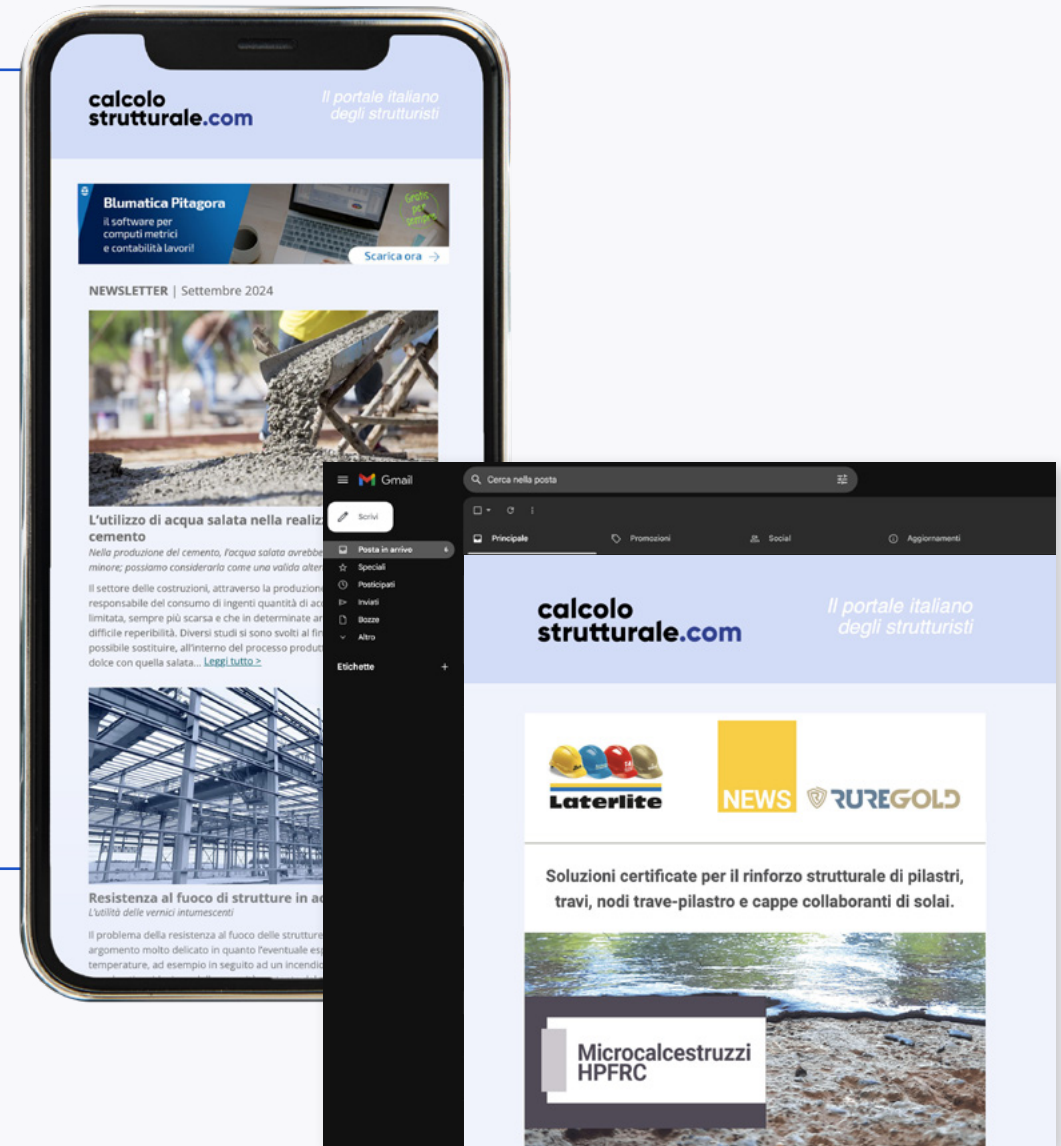 calcolo
strutturale.com
Il portale italiano
degli strutturisti
Blumatica Pitagora
il software per
computi metrici
e contabilità lavori!
Gratis
per
sempre
Scarica ora →
NEWSLETTER | Settembre 2024
L'utilizzo di acqua salata nella realiz
cemento
Nella produzione del cemento, l'acqua salata avrebbe
minore; possiamo considerarla come una valida alter
Il settore delle costruzioni, attraverso la produzione
responsabile del consumo di ingenti quantità di acq
limitata, sempre più scarsa e che in determinate ar
difficile reperibilità. Diversi studi si sono svolti al fin
possibile sostituire, all'interno del processo produt
dolce con quella salata... Leggi tutto >
Resistenza al fuoco di strutture in ac
L'utilità delle vernici intumescenti
Il problema della resistenza al fuoco delle strutture
argomento molto delicato in quanto l'eventuale esp
temperature, ad esempio in seguito ad un incendio
Gmail
Cerca nella posta
Scrivi
Posta in arrivo 6
Speciali
Posticipati
Inviati
Bozze
Altro
Etichette +
Principale
Promozioni
Social
Aggiornamenti
calcolo
strutturale.com
Il portale italiano
degli strutturisti
Laterlite
NEWS
RUREGOLD
Soluzioni certificate per il rinforzo strutturale di pilastri,
travi, nodi trave-pilastro e cappe collaboranti di solai.
Microcalcestruzzi
HPFRC